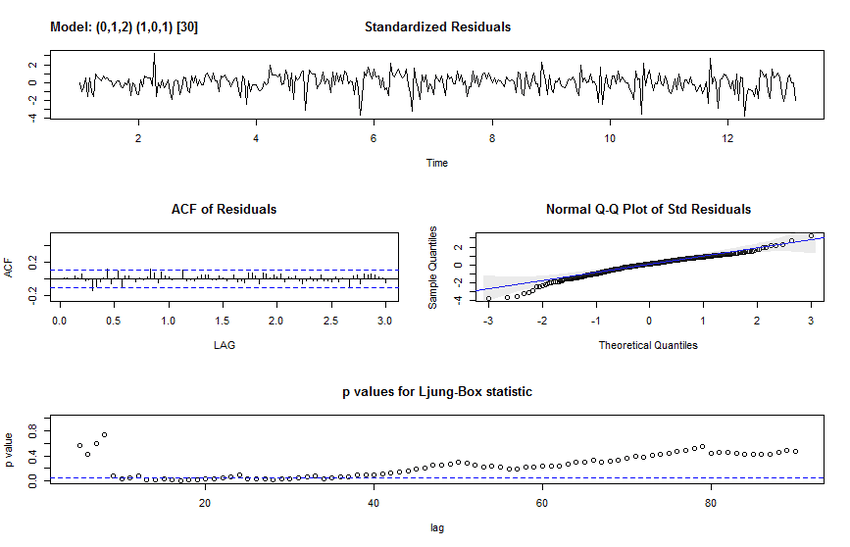 Model: (0,1,2) (1,0,1) [30] Standardized Residuals
2
0
-2
-4
2 4 6 8 10 12
Time
ACF of Residuals
ACF
0.2
-0.2
0.0 0.5 1.0 1.5 2.0 2.5 3.0
LAG
Normal Q-Q Plot of Std Residuals
Sample Quantiles
2
0
-2
-4
-3 -2 -1 0 1 2 3
Theoretical Quantiles
p values for Ljung-Box statistic
p value
0.8
0.4
0.0
20 40 60 80
lag